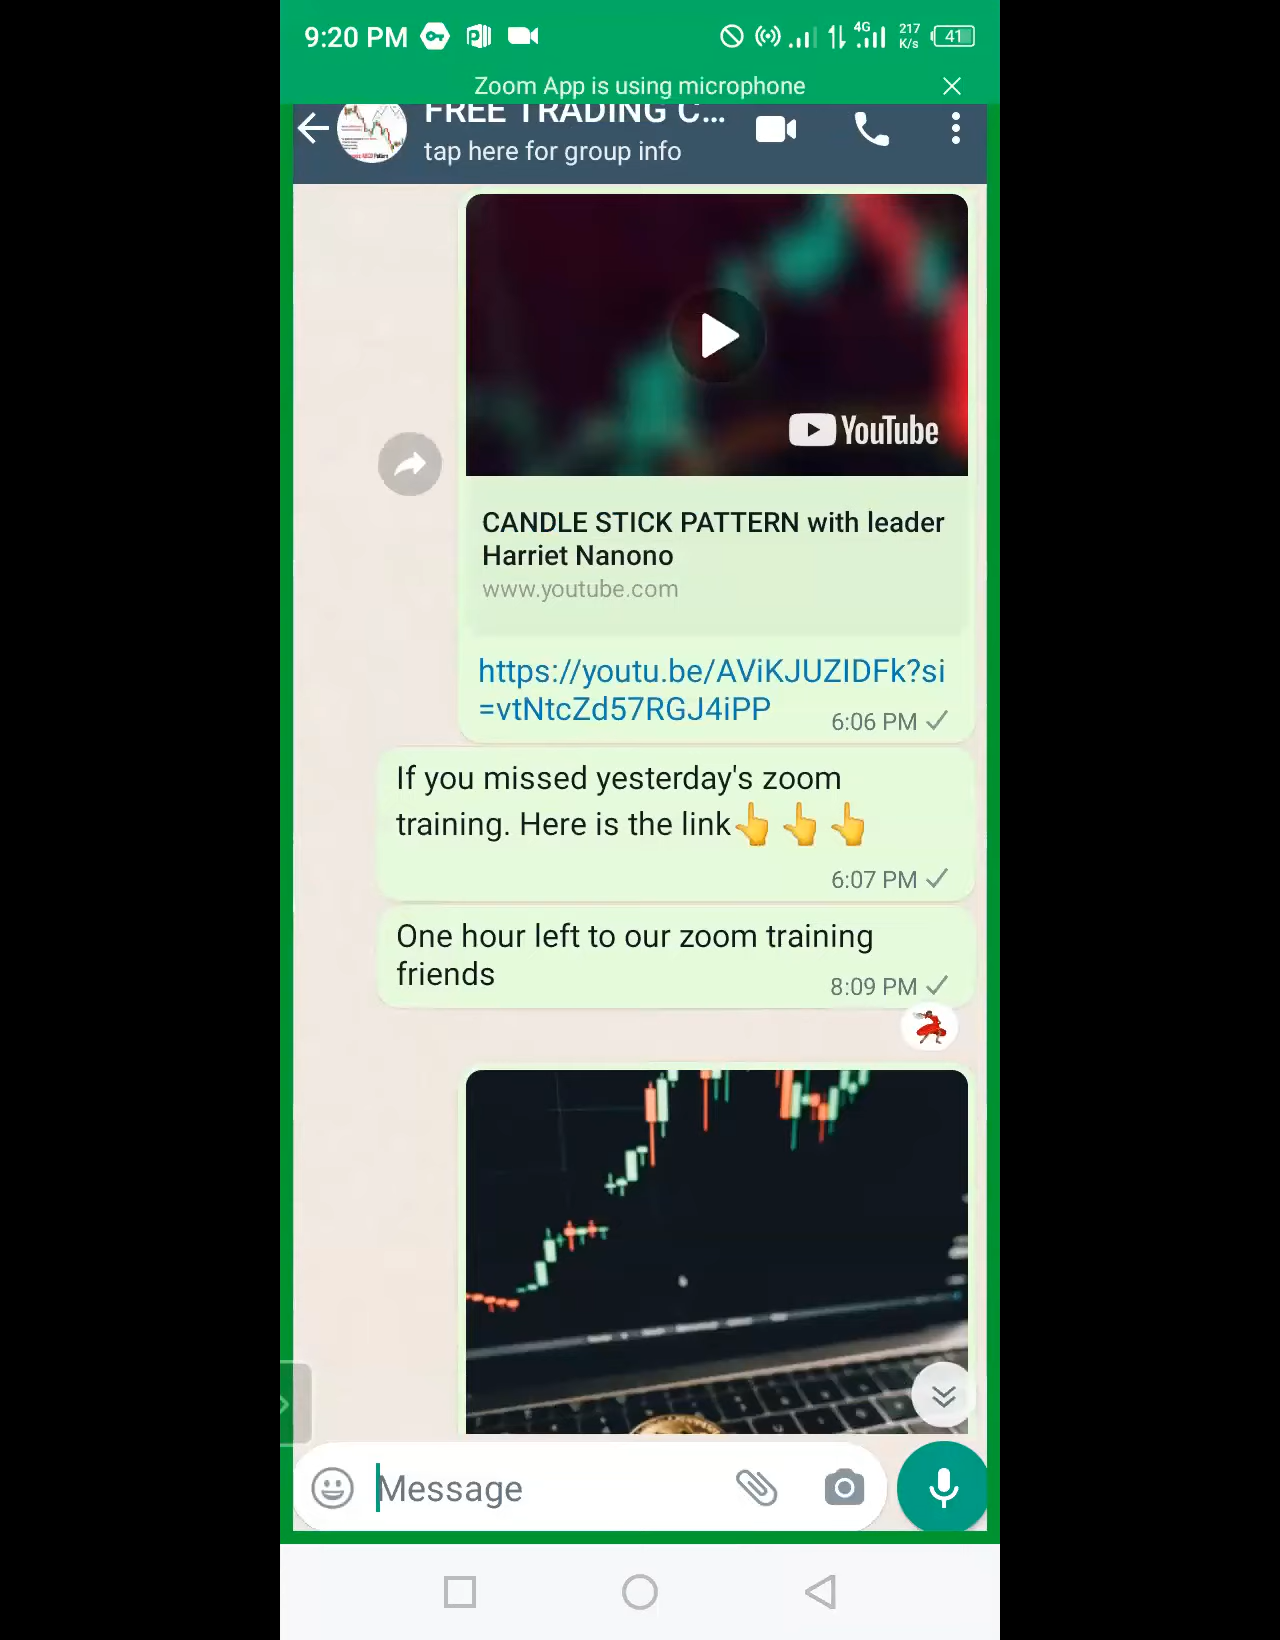 9:20 PM
4G
217
K/s
41
Zoom App is using microphone
FREE TRADING C...
tap here for group info
YouTube
CANDLE STICK PATTERN with leader
Harriet Nanono
www.youtube.com
https://youtu.be/AViKJUZIDFk?si
=vtNtcZd57RGJ4iPP
6:06 PM
If you missed yesterday's zoom
training. Here is the link👆👆👆
6:07 PM
One hour left to our zoom training
friends
8:09 PM
Message